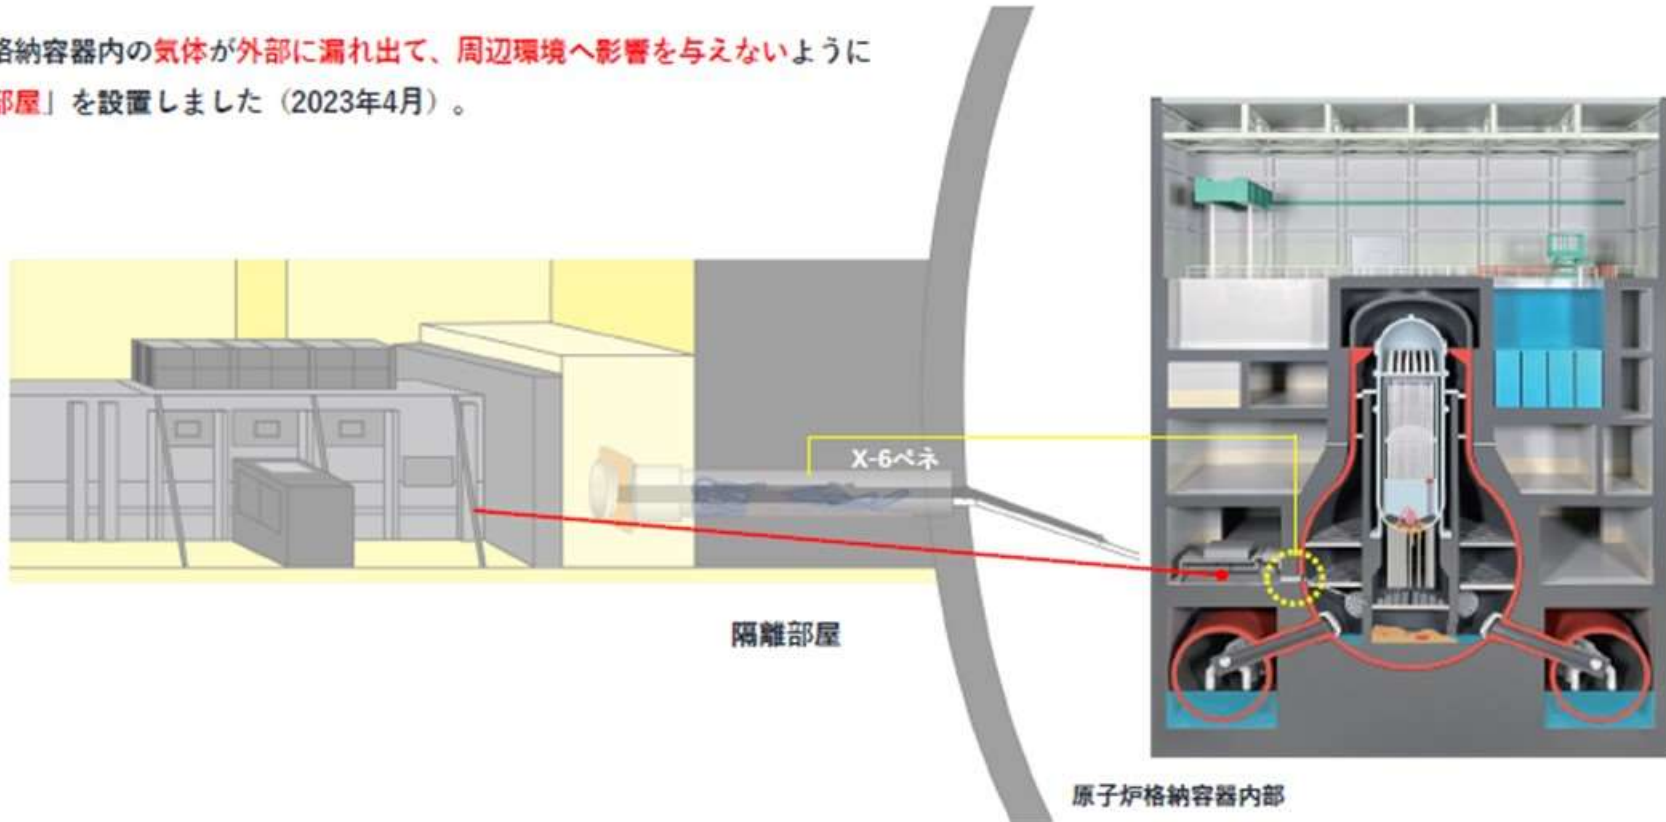 格納容器内の気体が外部に漏れ出て、周辺環境へ影響を与えないように
部屋」を設置しました（2023年4月）。
X-6ペネ
隔離部屋
原子炉格納容器内部